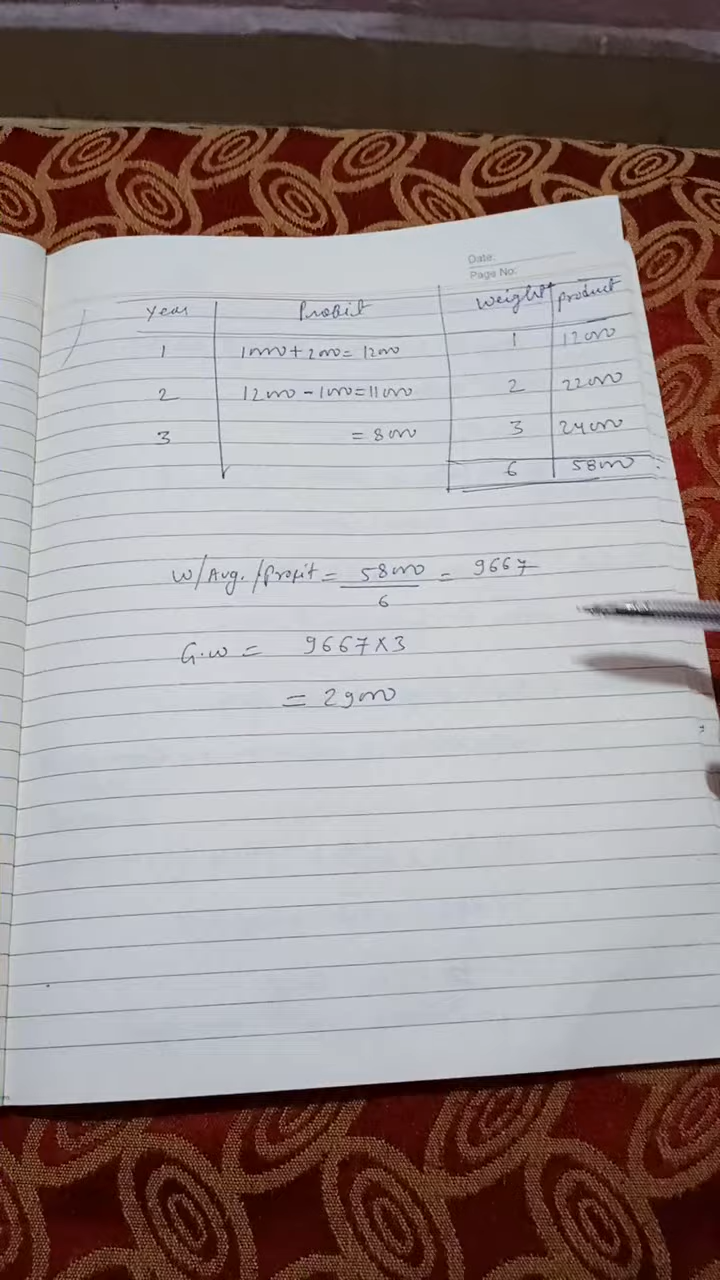 Date:
Page No:
Year Profit Weight Product
1 10000 + 2000 = 12000 1 12000
2 12000 - 1000 = 11000 2 22000
3 = 8000 3 24000
6 58000
W/Avg./Profit = 58000 = 9667
6
G.W = 9667 X 3
= 29000